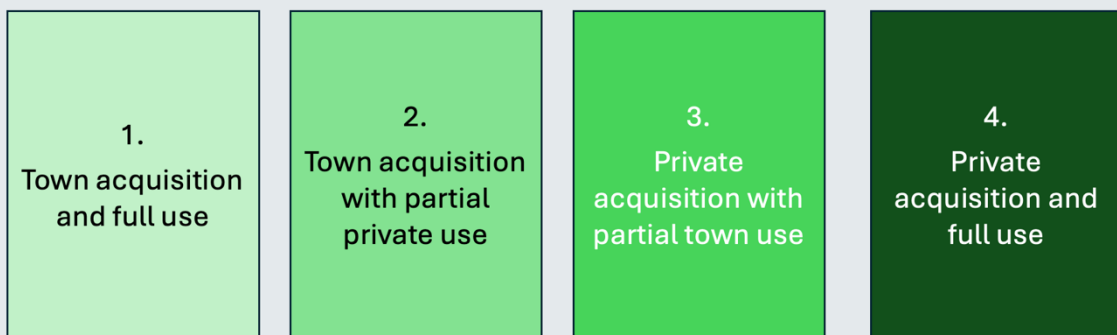 1.
Town acquisition
and full use
2.
Town acquisition
with partial
private use
3.
Private
acquisition with
partial town use
4.
Private
acquisition and
full use